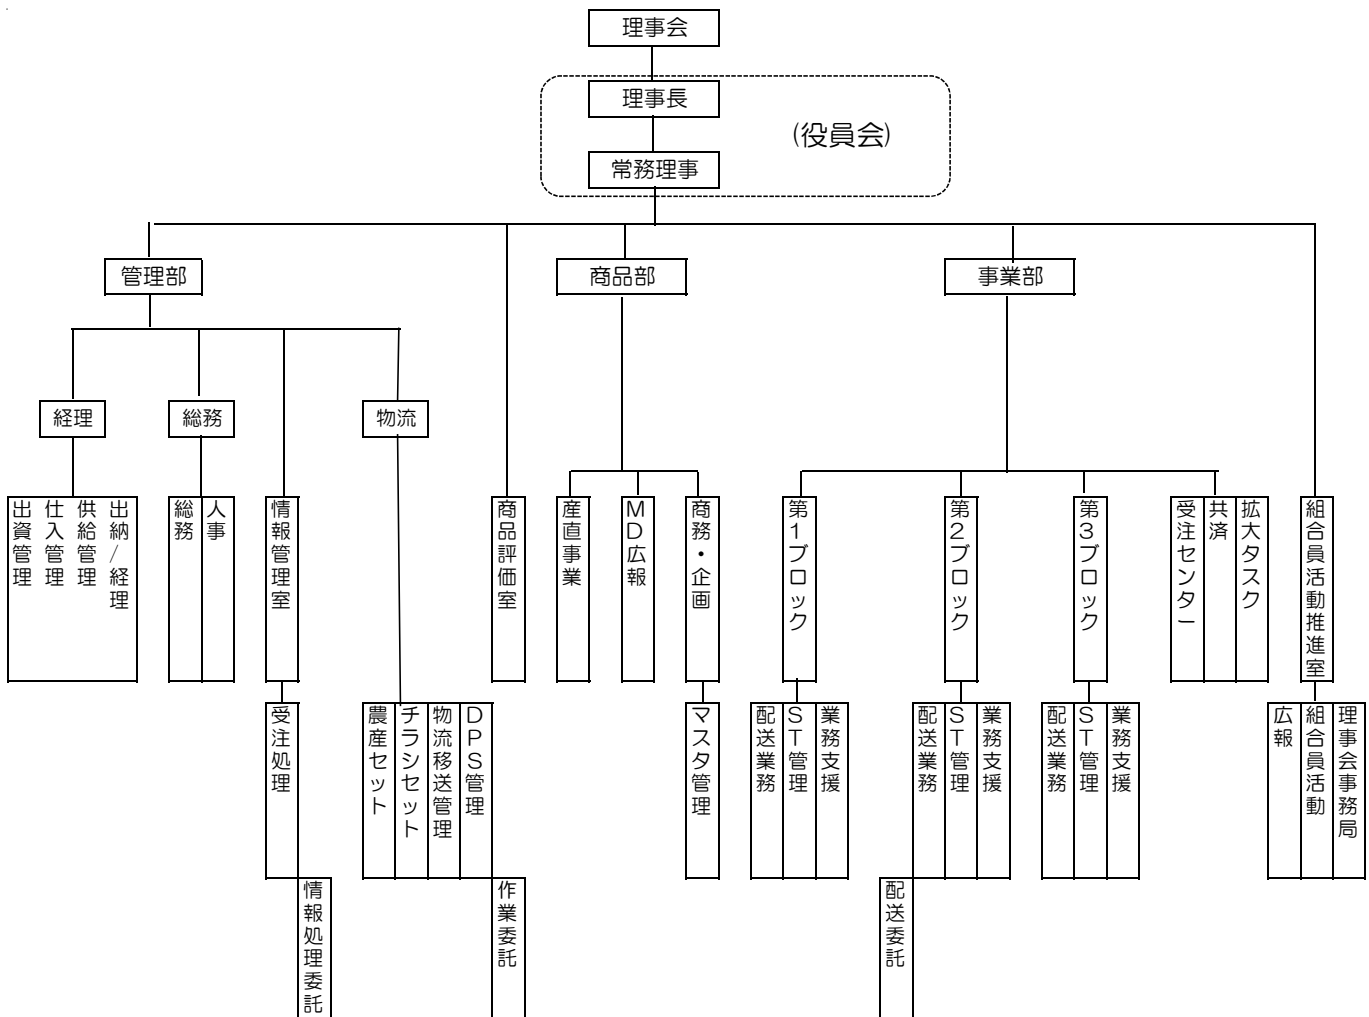 理事会
理事長
(役員会)
常務理事
管理部
商品部
事業部
経理
総務
物流
出資管理
仕入管理
供給管理
出納/経理
総務
人事
情報管理室
商品評価室
産直事業
MD広報
商務・企画
第1ブロック
第2ブロック
第3ブロック
受注センター
共済
拡大タスク
組合員活動推進室
受注処理
農産セット
チラシセット
物流移送管理
DPS管理
マスタ管理
配送業務
ST管理
業務支援
配送業務
ST管理
業務支援
配送業務
ST管理
業務支援
広報
組合員活動
理事会事務局
情報処理委託
作業委託
配送委託